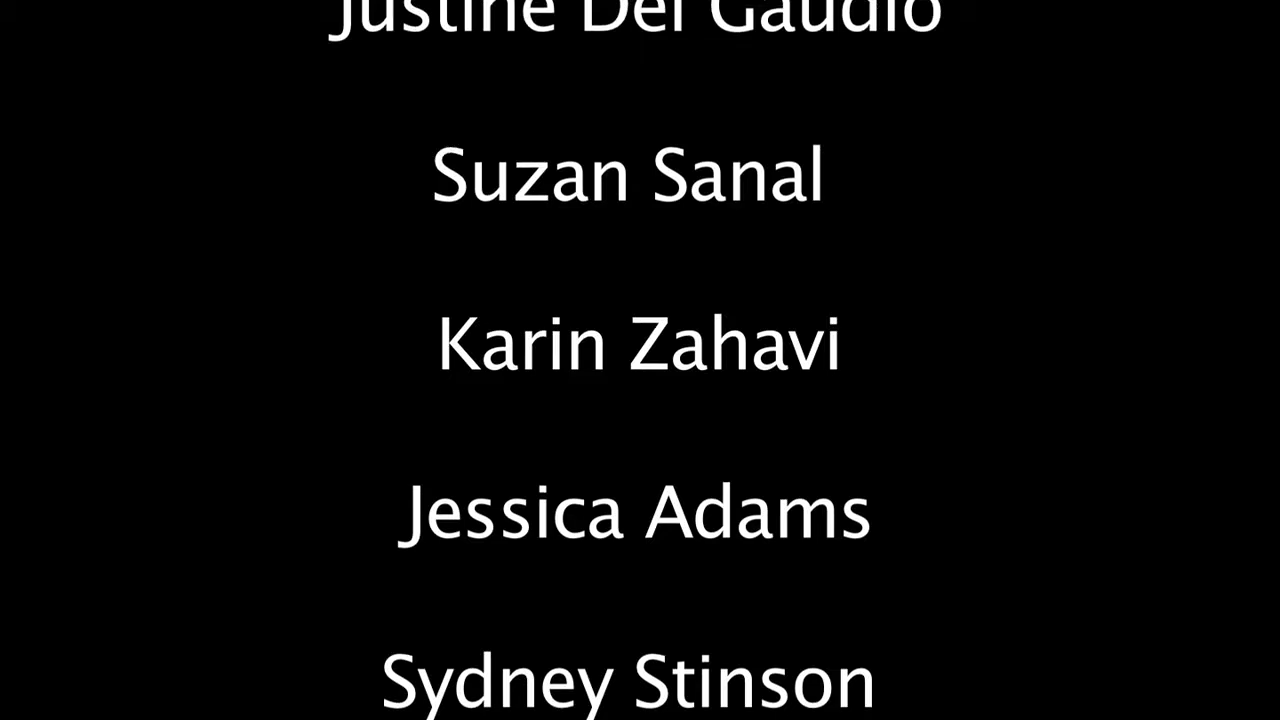 Justine Del Gaudio
Suzan Sanal
Karin Zahavi
Jessica Adams
Sydney Stinson